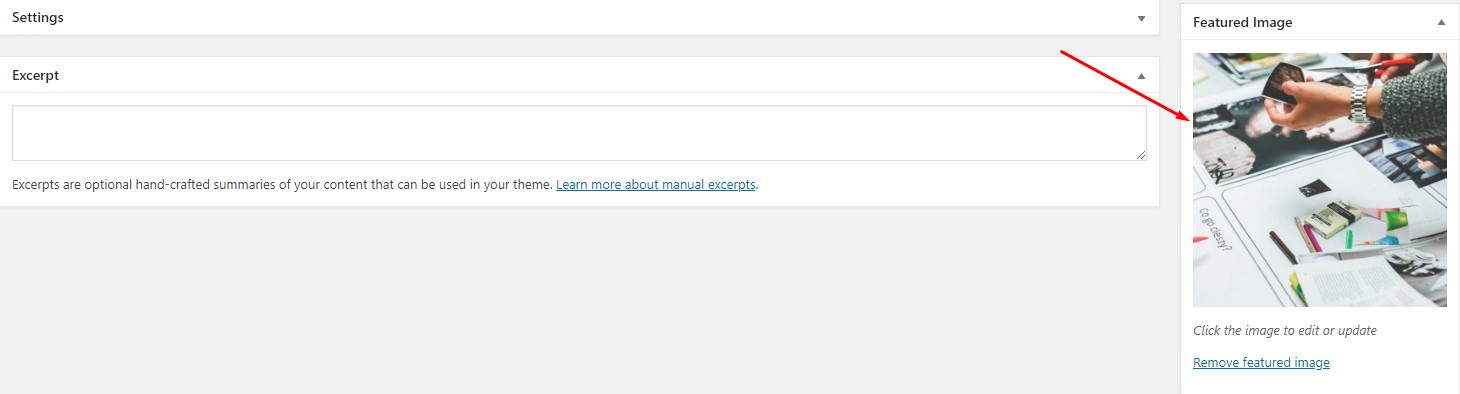 Settings
Excerpt
Excerpts are optional hand-crafted summaries of your content that can be used in your theme. Learn more about manual excerpts.
Featured Image
Co go cieszy?
Click the image to edit or update
Remove featured image